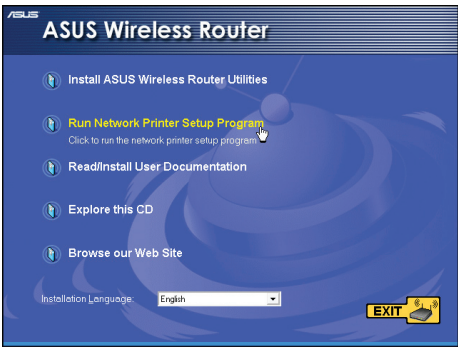 ASUS
ASUS Wireless Router
Install ASUS Wireless Router Utilities
Run Network Printer Setup Program
Click to run the network printer setup program
Read/Install User Documentation
Explore this CD
Browse our Web Site
Installation Language: English
EXIT